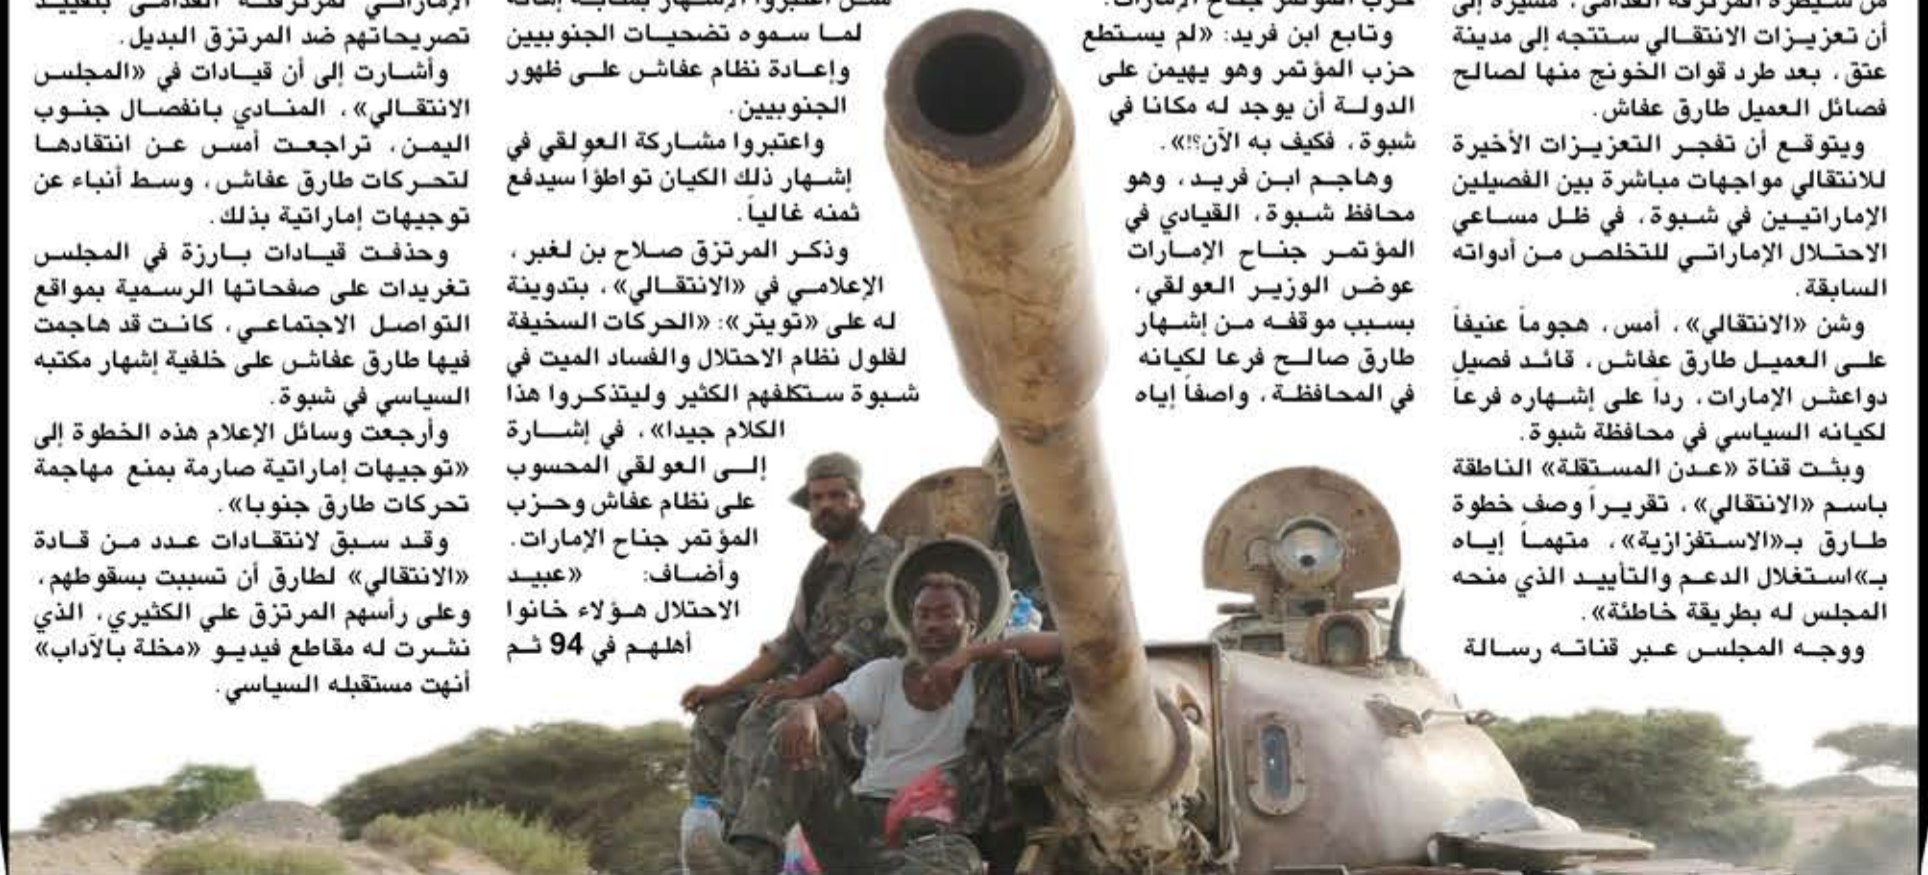 من سيطرة المرتزقة القدامى، مشيرة إلى
أن تعزيزات الانتقالي ستتجه إلى مدينة
عتق، بعد طرد قوات الخونج منها لصالح
فصائل العميل طارق عفاش.
ويتوقع أن تفجر التعزيزات الأخيرة
للانتقالي مواجهات مباشرة بين الفصيلين
الإماراتيين في شبوة، في ظل مساعي
الاحتلال الإماراتي للتخلص من أدواته
السابقة.
وشن «الانتقالي»، أمس، هجوماً عنيفاً
على العميل طارق عفاش، قائد فصيل
دواعش الإمارات، رداً على إشهاره فرعاً
لكيانه السياسي في محافظة شبوة.
وبثت قناة «عدن المستقلة» الناطقة
باسم «الانتقالي»، تقريراً وصف خطوة
طارق بـ«الاستفزازية»، متهماً إياه
بـ»استغلال الدعم والتأييد الذي منحه
المجلس له بطريقة خاطئة».
ووجه المجلس عبر قناته رسالة
حزب المؤتمر جناح الإمارات.
وتابع ابن فريد: «لم يستطع
حزب المؤتمر وهو يهيمن على
الدولة أن يوجد له مكانا في
شبوة، فكيف به الآن؟!».
وهاجم ابن فريد، وهو
محافظ شبوة، القيادي في
المؤتمر جناح الإمارات
عوض الوزير العولقي،
بسبب موقفه من إشهار
طارق صالح فرعا لكيانه
في المحافظة، واصفاً إياه
ممن اعتبروا الإشهار بمثابة إهانة
لما سموه تضحيات الجنوبيين
وإعادة نظام عفاش على ظهور
الجنوبيين.
واعتبروا مشاركة العولقي في
إشهار ذلك الكيان تواطؤاً سيدفع
ثمنه غالياً.
وذكر المرتزق صلاح بن لغبر،
الإعلامي في «الانتقالي»، بتدوينة
له على «تويتر»: «الحركات السخيفة
لفلول نظام الاحتلال والفساد الميت في
شبوة ستكلفهم الكثير وليتذكروا هذا
الكلام جيدا»، في إشارة
إلى العولقي المحسوب
على نظام عفاش وحزب
المؤتمر جناح الإمارات.
وأضاف: «عبيد
الاحتلال هؤلاء خانوا
أهلهم في 94 ثم
الإماراتي لمرتزقته القدامى بتقييد
تصريحاتهم ضد المرتزق البديل.
وأشارت إلى أن قيادات في «المجلس
الانتقالي»، المنادي بانفصال جنوب
اليمن، تراجعت أمس عن انتقادها
لتحركات طارق عفاش، وسط أنباء عن
توجيهات إماراتية بذلك.
وحذفت قيادات بارزة في المجلس
تغريدات على صفحاتها الرسمية بمواقع
التواصل الاجتماعي، كانت قد هاجمت
فيها طارق عفاش على خلفية إشهار مكتبه
السياسي في شبوة.
وأرجعت وسائل الإعلام هذه الخطوة إلى
«توجيهات إماراتية صارمة بمنع مهاجمة
تحركات طارق جنوبا».
وقد سبق لانتقادات عدد من قادة
«الانتقالي» لطارق أن تسببت بسقوطهم،
وعلى رأسهم المرتزق علي الكثيري، الذي
نشرت له مقاطع فيديو «مخلة بالآداب»
أنهت مستقبله السياسي.